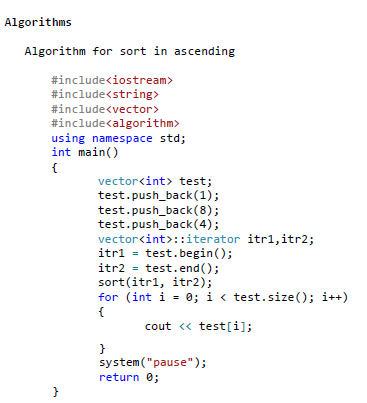 Algorithms
Algorithm for sort in ascending
#include<iostream>
#include<string>
#include<vector>
#include<algorithm>
using namespace std;
int main()
{
vector<int> test;
test.push_back(1);
test.push_back(8);
test.push_back(4);
vector<int>::iterator itr1,itr2;
itr1 = test.begin();
itr2 = test.end();
sort(itr1, itr2);
for (int i = 0; i < test.size(); i++)
{
cout << test[i];
}
system("pause");
return 0;
}